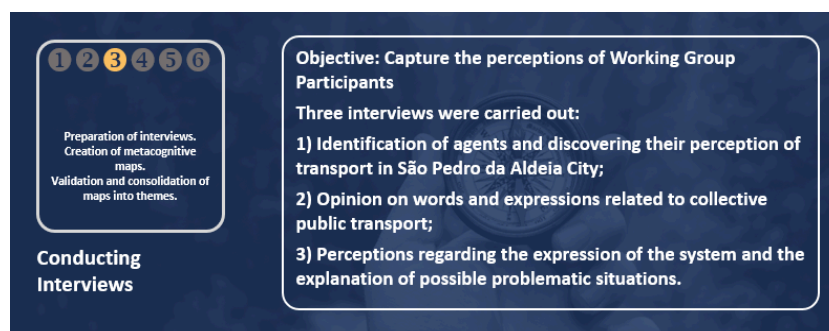 1 2 3 4 5 6
Preparation of interviews.
Creation of metacognitive
maps.
Validation and consolidation of
maps into themes.
Conducting
Interviews
Objective: Capture the perceptions of Working Group
Participants
Three interviews were carried out:
1) Identification of agents and discovering their perception of
transport in São Pedro da Aldeia City;
2) Opinion on words and expressions related to collective
public transport;
3) Perceptions regarding the expression of the system and the
explanation of possible problematic situations.